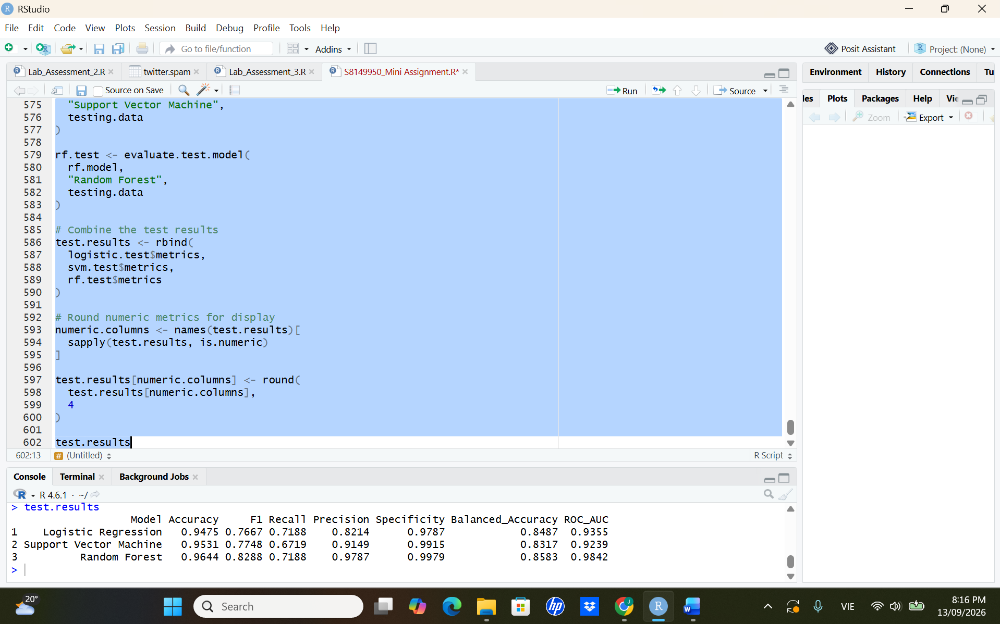 RStudio
File Edit Code View Plots Session Build Debug Profile Tools Help
Go to file/function Addins Posit Assistant Project: (None)
Lab_Assessment_2.R twitter.spam Lab_Assessment_3.R S8149950_Mini Assignment.R*
Environment History Connections Tu
Source on Save Run Source
les Plots Packages Help Vie
Zoom Export
575 "Support Vector Machine",
576 testing.data
577 )
578
579 rf.test <- evaluate.test.model(
580 rf.model,
581 "Random Forest",
582 testing.data
583 )
584
585 # Combine the test results
586 test.results <- rbind(
587 logistic.test$metrics,
588 svm.test$metrics,
589 rf.test$metrics
590 )
591
592 # Round numeric metrics for display
593 numeric.columns <- names(test.results)[
594 sapply(test.results, is.numeric)
595 ]
596
597 test.results[numeric.columns] <- round(
598 test.results[numeric.columns],
599 4
600 )
601
602 test.results
602:13 # (Untitled) R Script
Console Terminal Background Jobs
R R 4.6.1 · ~/
> test.results
Model Accuracy F1 Recall Precision Specificity Balanced_Accuracy ROC_AUC
1 Logistic Regression 0.9475 0.7667 0.7188 0.8214 0.9787 0.8487 0.9355
2 Support Vector Machine 0.9531 0.7748 0.6719 0.9149 0.9915 0.8317 0.9239
3 Random Forest 0.9644 0.8288 0.7188 0.9787 0.9979 0.8583 0.9842
>
20°
Search
hp
J
R
W
VIE
8:16 PM
13/09/2026